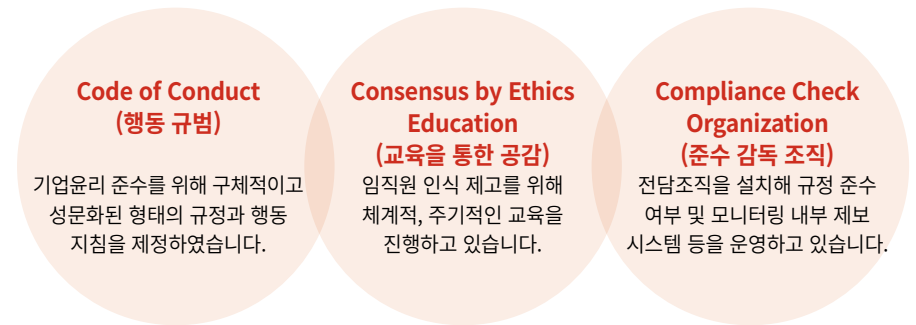 Code of Conduct
(행동 규범)
기업윤리 준수를 위해 구체적이고
성문화된 형태의 규정과 행동
지침을 제정하였습니다.
Consensus by Ethics
Education
(교육을 통한 공감)
임직원 인식 제고를 위해
체계적, 주기적인 교육을
진행하고 있습니다.
Compliance Check
Organization
(준수 감독 조직)
전담조직을 설치해 규정 준수
여부 및 모니터링 내부 제보
시스템 등을 운영하고 있습니다.